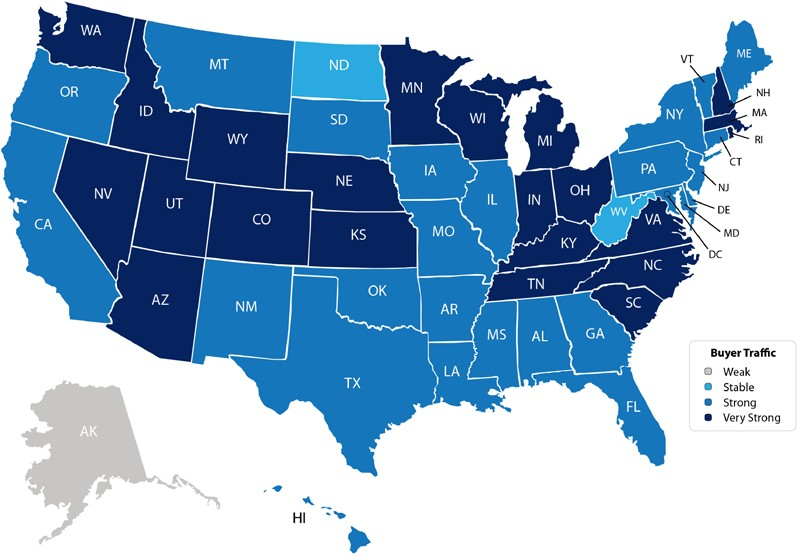 WA
MT
ND
MN
OR
ID
SD
WI
MI
WY
NE
IA
NV
UT
CO
KS
CA
AZ
NM
OK
TX
MO
IL
IN
OH
KY
WV
VA
PA
NY
VT
ME
NH
MA
RI
CT
NJ
DE
MD
DC
NC
TN
SC
AR
MS
AL
GA
LA
FL
AK
HI
Buyer Traffic
Weak
Stable
Strong
Very Strong